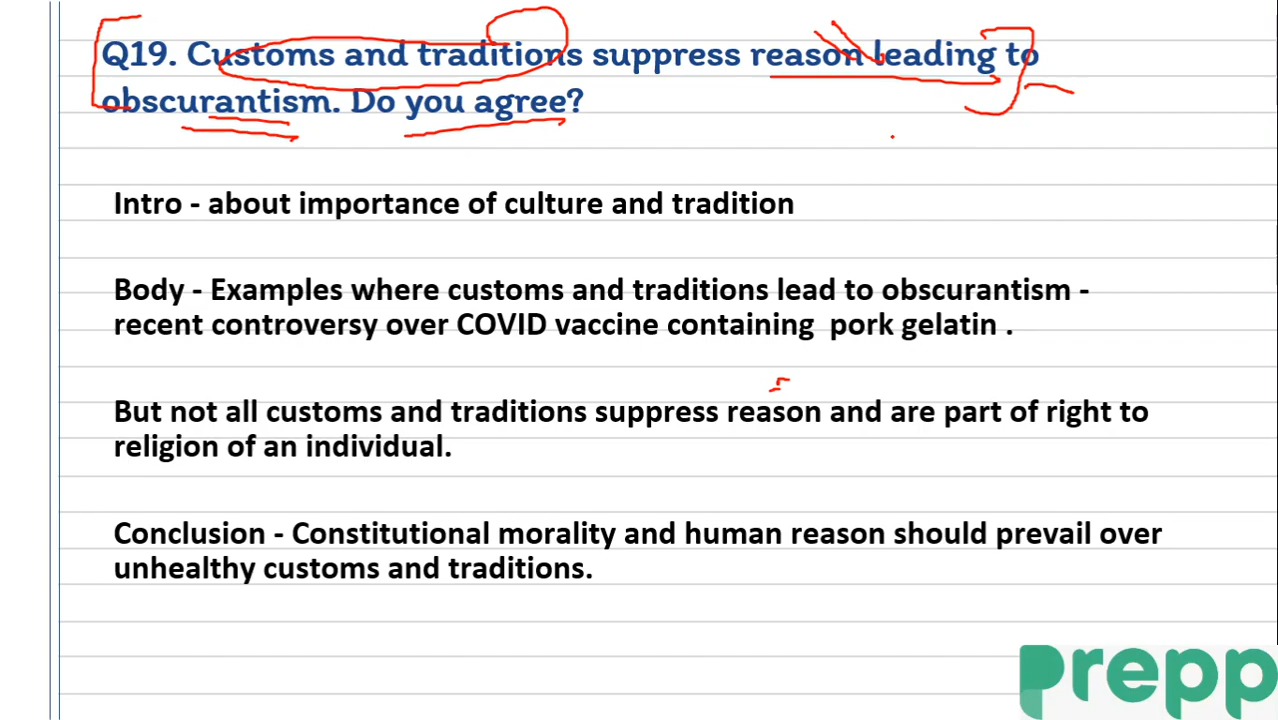 Q19. Customs and traditions suppress reason leading to
obscurantism. Do you agree?
Intro - about importance of culture and tradition
Body - Examples where customs and traditions lead to obscurantism -
recent controversy over COVID vaccine containing  pork gelatin .
But not all customs and traditions suppress reason and are part of right to
religion of an individual.
Conclusion - Constitutional morality and human reason should prevail over
unhealthy customs and traditions.
prepp